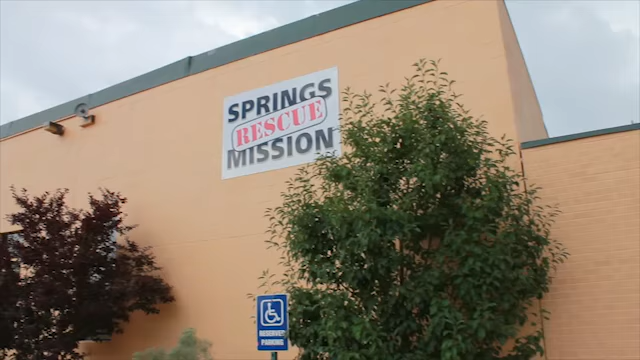 SPRINGS
RESCUE
MISSION
RESERVED
PARKING